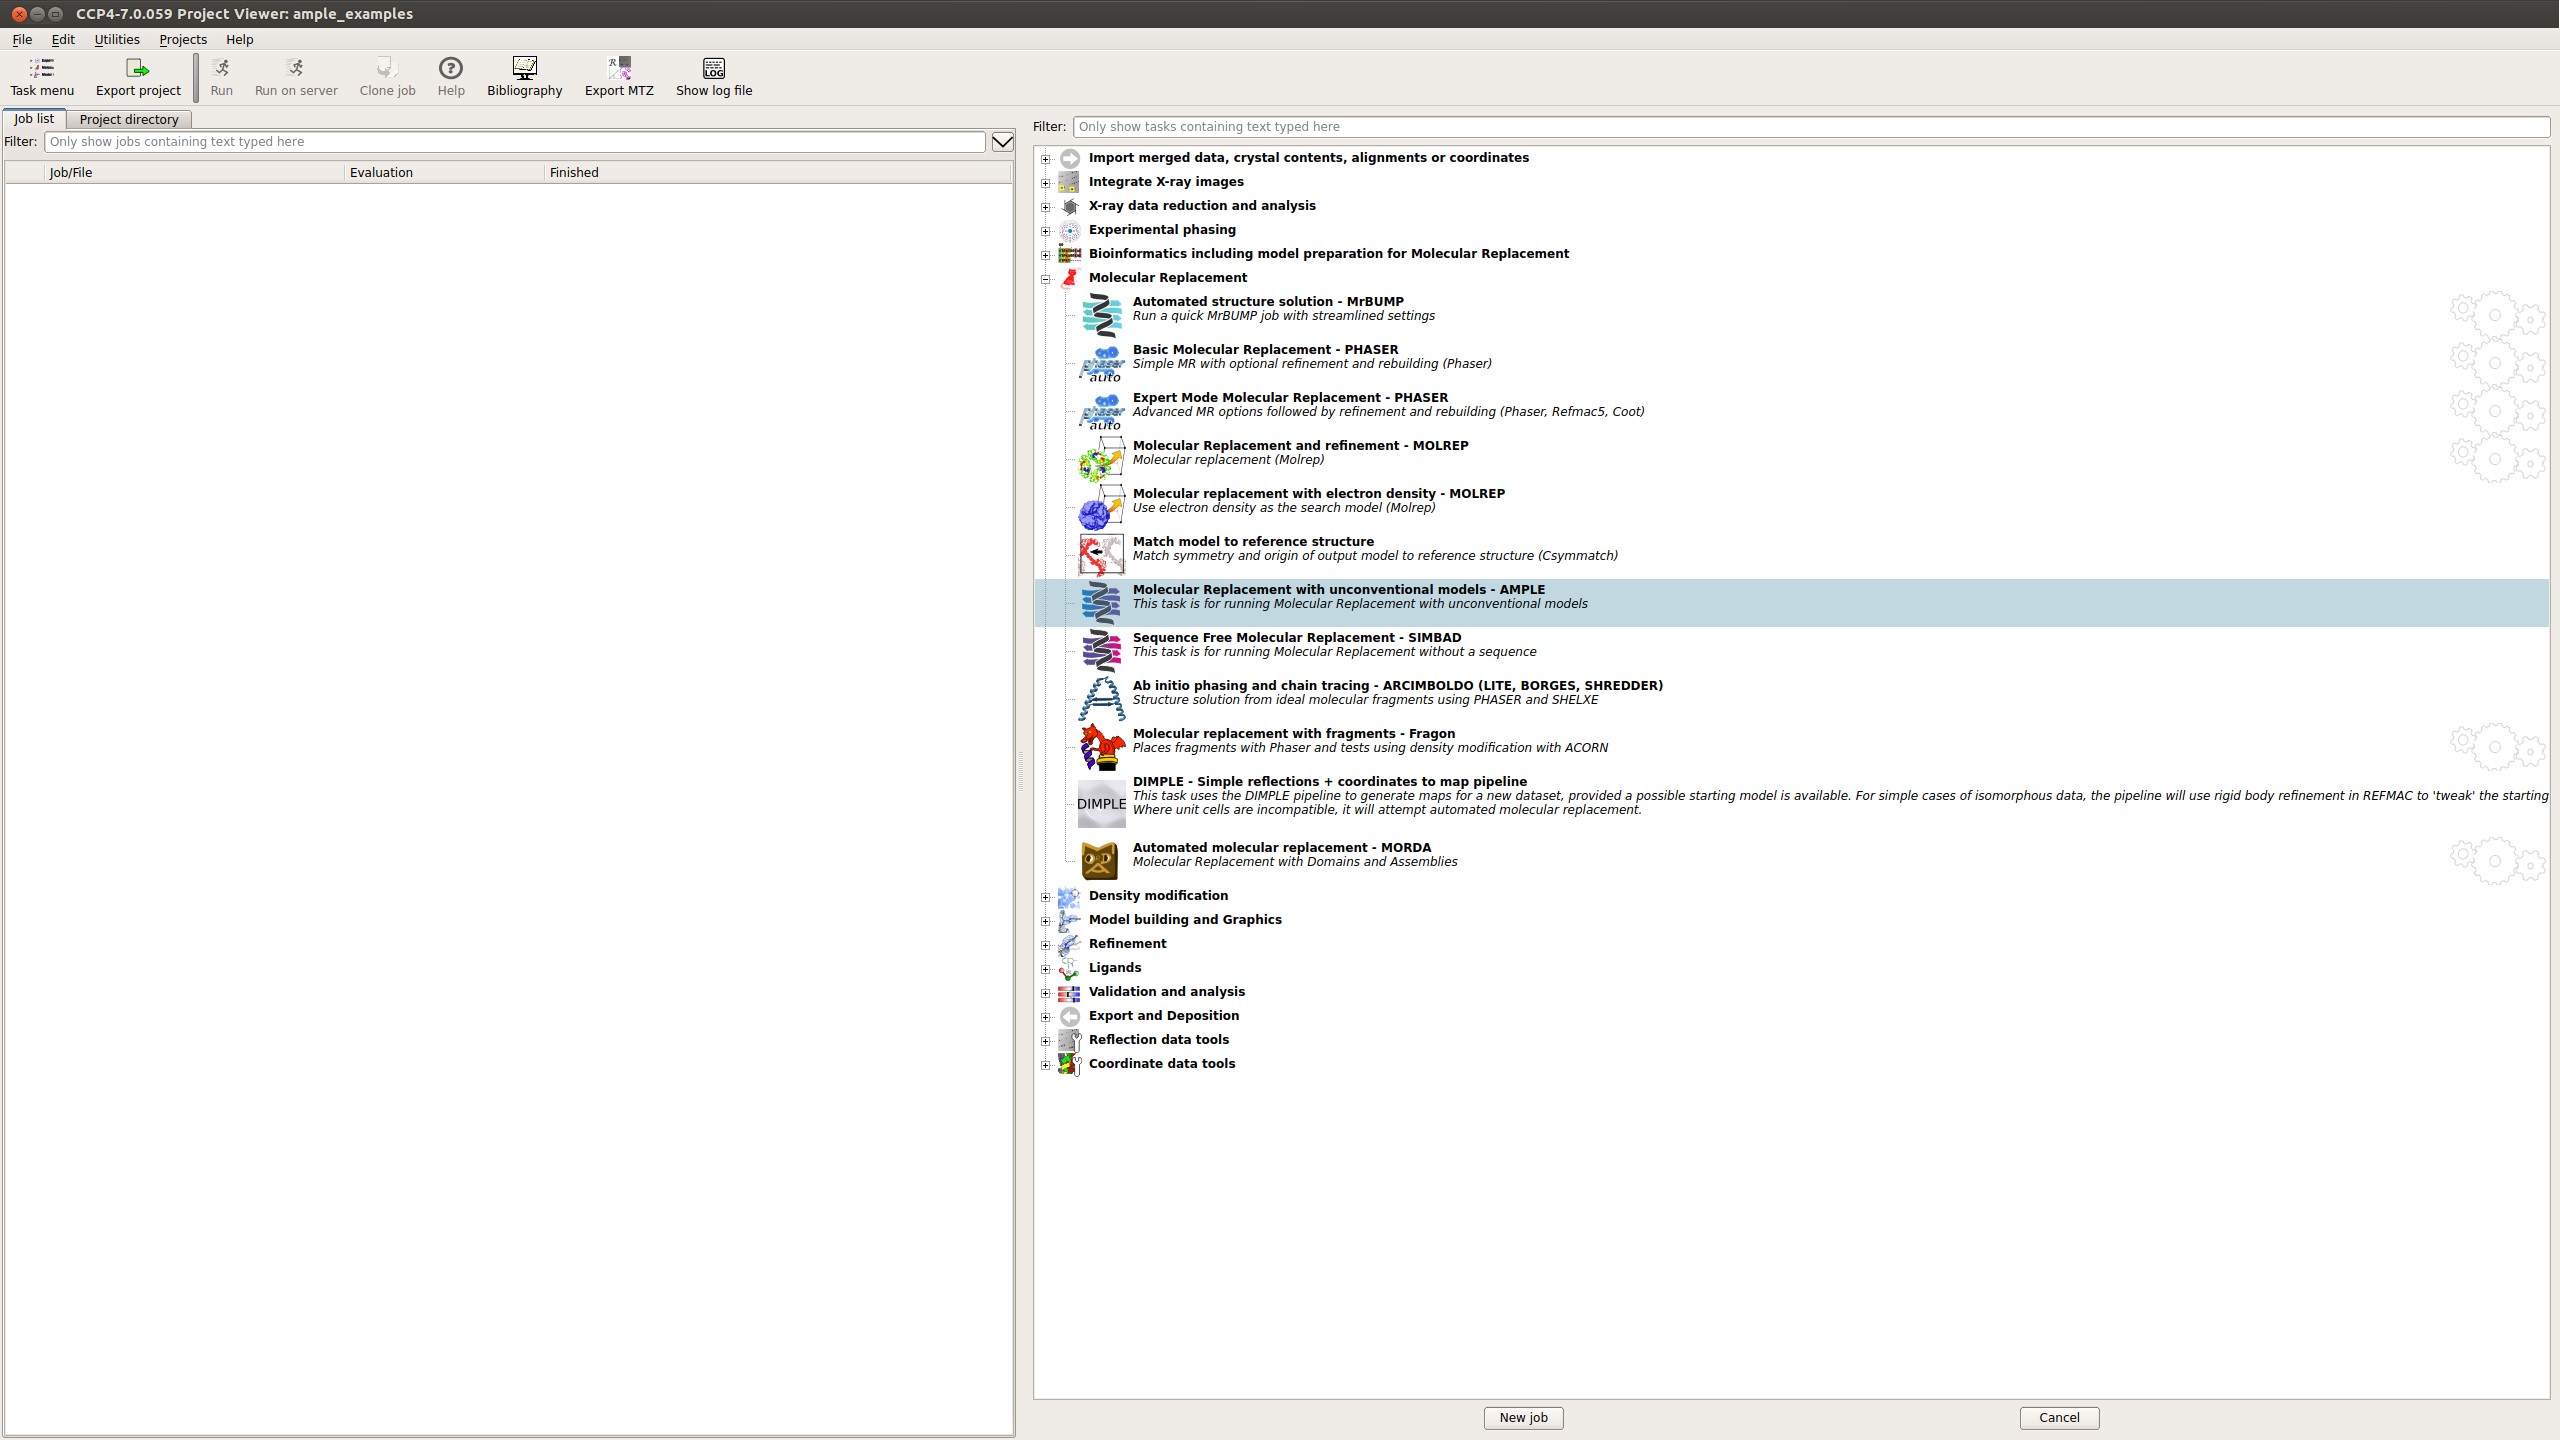 CCP4-7.0.059 Project Viewer: ample_examples
File Edit Utilities Projects Help
Task menu Export project Run Run on server Clone job Help Bibliography Export MTZ Show log file
Job list Project directory
Filter: Only show jobs containing text typed here
Job/File Evaluation Finished
Filter: Only show tasks containing text typed here
Import merged data, crystal contents, alignments or coordinates
Integrate X-ray images
X-ray data reduction and analysis
Experimental phasing
Bioinformatics including model preparation for Molecular Replacement
Molecular Replacement
Automated structure solution - MrBUMP
Run a quick MrBUMP job with streamlined settings
Basic Molecular Replacement - PHASER
Simple MR with optional refinement and rebuilding (Phaser)
phaser
auto
Expert Mode Molecular Replacement - PHASER
Advanced MR options followed by refinement and rebuilding (Phaser, Refmac5, Coot)
phaser
auto
Molecular Replacement and refinement - MOLREP
Molecular replacement (Molrep)
Molecular replacement with electron density - MOLREP
Use electron density as the search model (Molrep)
Match model to reference structure
Match symmetry and origin of output model to reference structure (Csymmatch)
Molecular Replacement with unconventional models - AMPLE
This task is for running Molecular Replacement with unconventional models
Sequence Free Molecular Replacement - SIMBAD
This task is for running Molecular Replacement without a sequence
Ab initio phasing and chain tracing - ARCIMBOLDO (LITE, BORGES, SHREDDER)
Structure solution from ideal molecular fragments using PHASER and SHELXE
Molecular replacement with fragments - Fragon
Places fragments with Phaser and tests using density modification with ACORN
DIMPLE - Simple reflections + coordinates to map pipeline
This task uses the DIMPLE pipeline to generate maps for a new dataset, provided a possible starting model is available. For simple cases of isomorphous data, the pipeline will use rigid body refinement in REFMAC to 'tweak' the starting
DIMPLE
Where unit cells are incompatible, it will attempt automated molecular replacement.
Automated molecular replacement - MORDA
Molecular Replacement with Domains and Assemblies
Density modification
Model building and Graphics
Refinement
Ligands
Validation and analysis
Export and Deposition
Reflection data tools
Coordinate data tools
New job Cancel